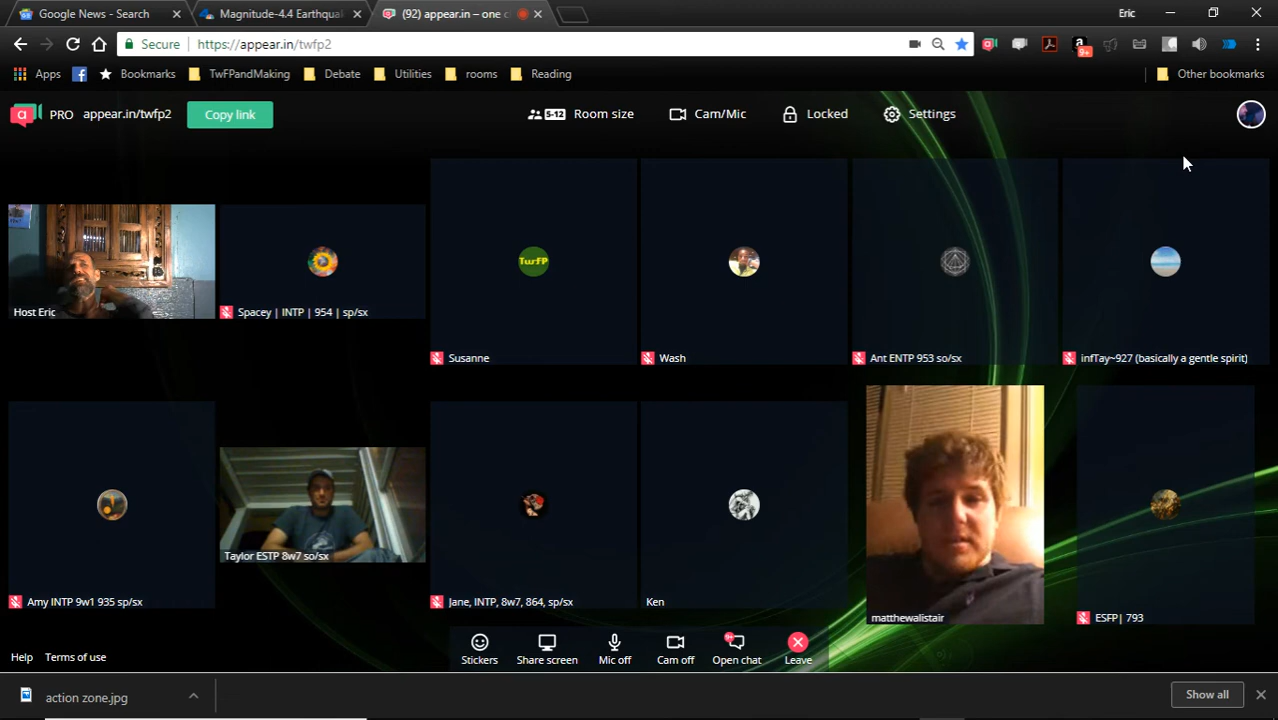 Google News - Search
Magnitude-4.4 Earthqua
(92) appear.in – one c
Eric
Secure
https://appear.in/twfp2
9+
Apps
Bookmarks
TwFPandMaking
Debate
Utilities
rooms
Reading
Other bookmarks
a
PRO
appear.in/twfp2
Copy link
5-12
Room size
Cam/Mic
Locked
Settings
TurfP
Host Eric
Spacey | INTP | 954 | sp/sx
Susanne
Wash
Ant ENTP 953 so/sx
infTay~927 (basically a gentle spirit)
Taylor ESTP 8w7 so/sx
Amy INTP 9w1 935 sp/sx
Jane, INTP, 8w7, 864, sp/sx
Ken
matthewalistair
ESFP| 793
9+
Stickers
Share screen
Mic off
Cam off
Open chat
Leave
Help
Terms of use
action zone.jpg
Show all